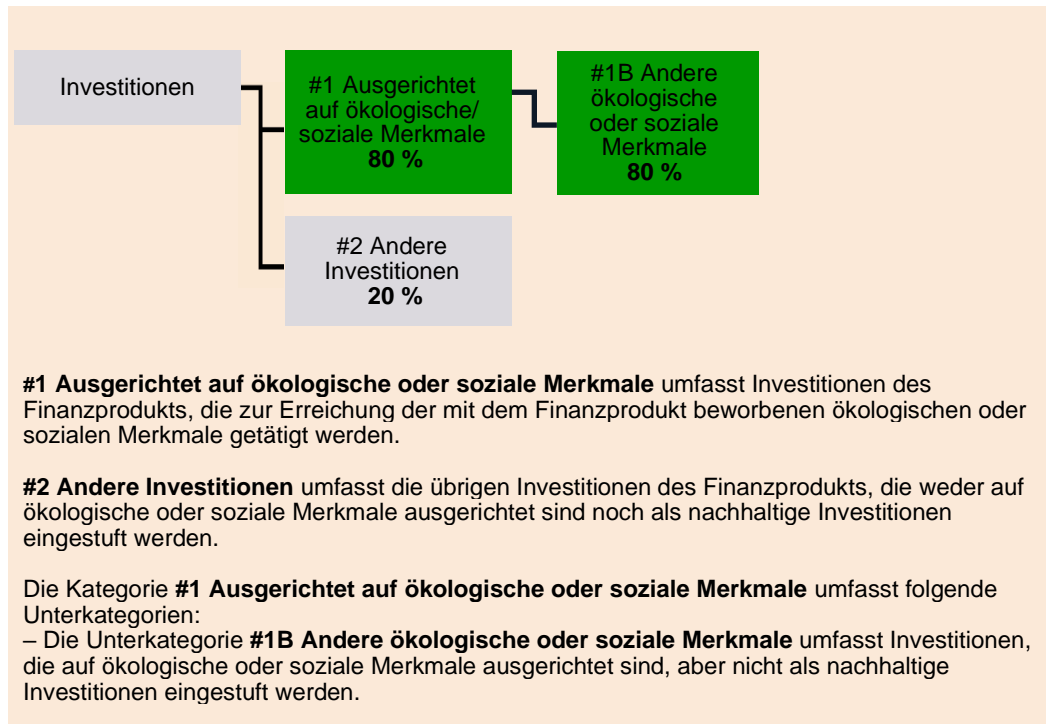 Investitionen
#1 Ausgerichtet
auf ökologische/
soziale Merkmale
80 %
#1B Andere
ökologische
oder soziale
Merkmale
80 %
#2 Andere
Investitionen
20 %
#1 Ausgerichtet auf ökologische oder soziale Merkmale umfasst Investitionen des
Finanzprodukts, die zur Erreichung der mit dem Finanzprodukt beworbenen ökologischen oder
sozialen Merkmale getätigt werden.
#2 Andere Investitionen umfasst die übrigen Investitionen des Finanzprodukts, die weder auf
ökologische oder soziale Merkmale ausgerichtet sind noch als nachhaltige Investitionen
eingestuft werden.
Die Kategorie #1 Ausgerichtet auf ökologische oder soziale Merkmale umfasst folgende
Unterkategorien:
– Die Unterkategorie #1B Andere ökologische oder soziale Merkmale umfasst Investitionen,
die auf ökologische oder soziale Merkmale ausgerichtet sind, aber nicht als nachhaltige
Investitionen eingestuft werden.